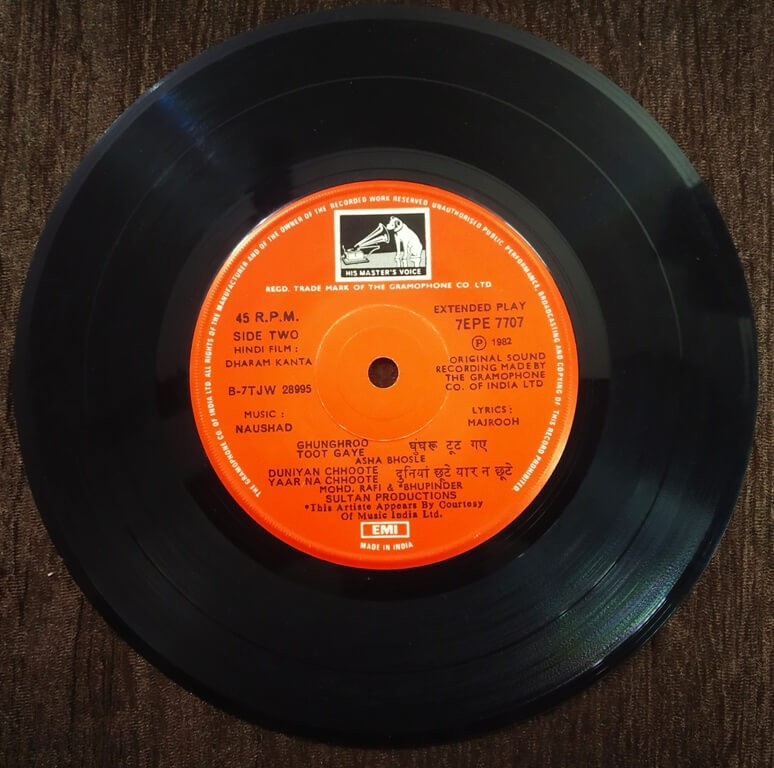 THE GRAMOPHONE CO. OF INDIA LTD. ALL RIGHTS OF THE MANUFACTURER AND OF THE OWNER OF THE RECORDED WORK RESERVED UNAUTHORISED PUBLIC PERFORMANCE, BROADCASTING AND COPYING OF THIS RECORD PROHIBITED
HIS MASTER'S VOICE
REGD. TRADE MARK OF THE GRAMOPHONE CO LTD
45 R.P.M.
SIDE TWO
HINDI FILM :
DHARAM KANTA
B-7TJW 28995
EXTENDED PLAY
7EPE 7707
Ⓟ 1982
ORIGINAL SOUND
RECORDING MADE BY
THE GRAMOPHONE
CO. OF INDIA LTD
MUSIC :
NAUSHAD
LYRICS :
MAJROOH
GHUNGHROO घुंघरू टूट गए
TOOT GAYE
ASHA BHOSLE
DUNIYAN CHHOOTE दुनियां छूटे यार न छूटे
YAAR NA CHHOOTE
MOHD. RAFI & *BHUPINDER
SULTAN PRODUCTIONS
*This Artiste Appears By Courtesy
Of Music India Ltd.
EMI
MADE IN INDIA